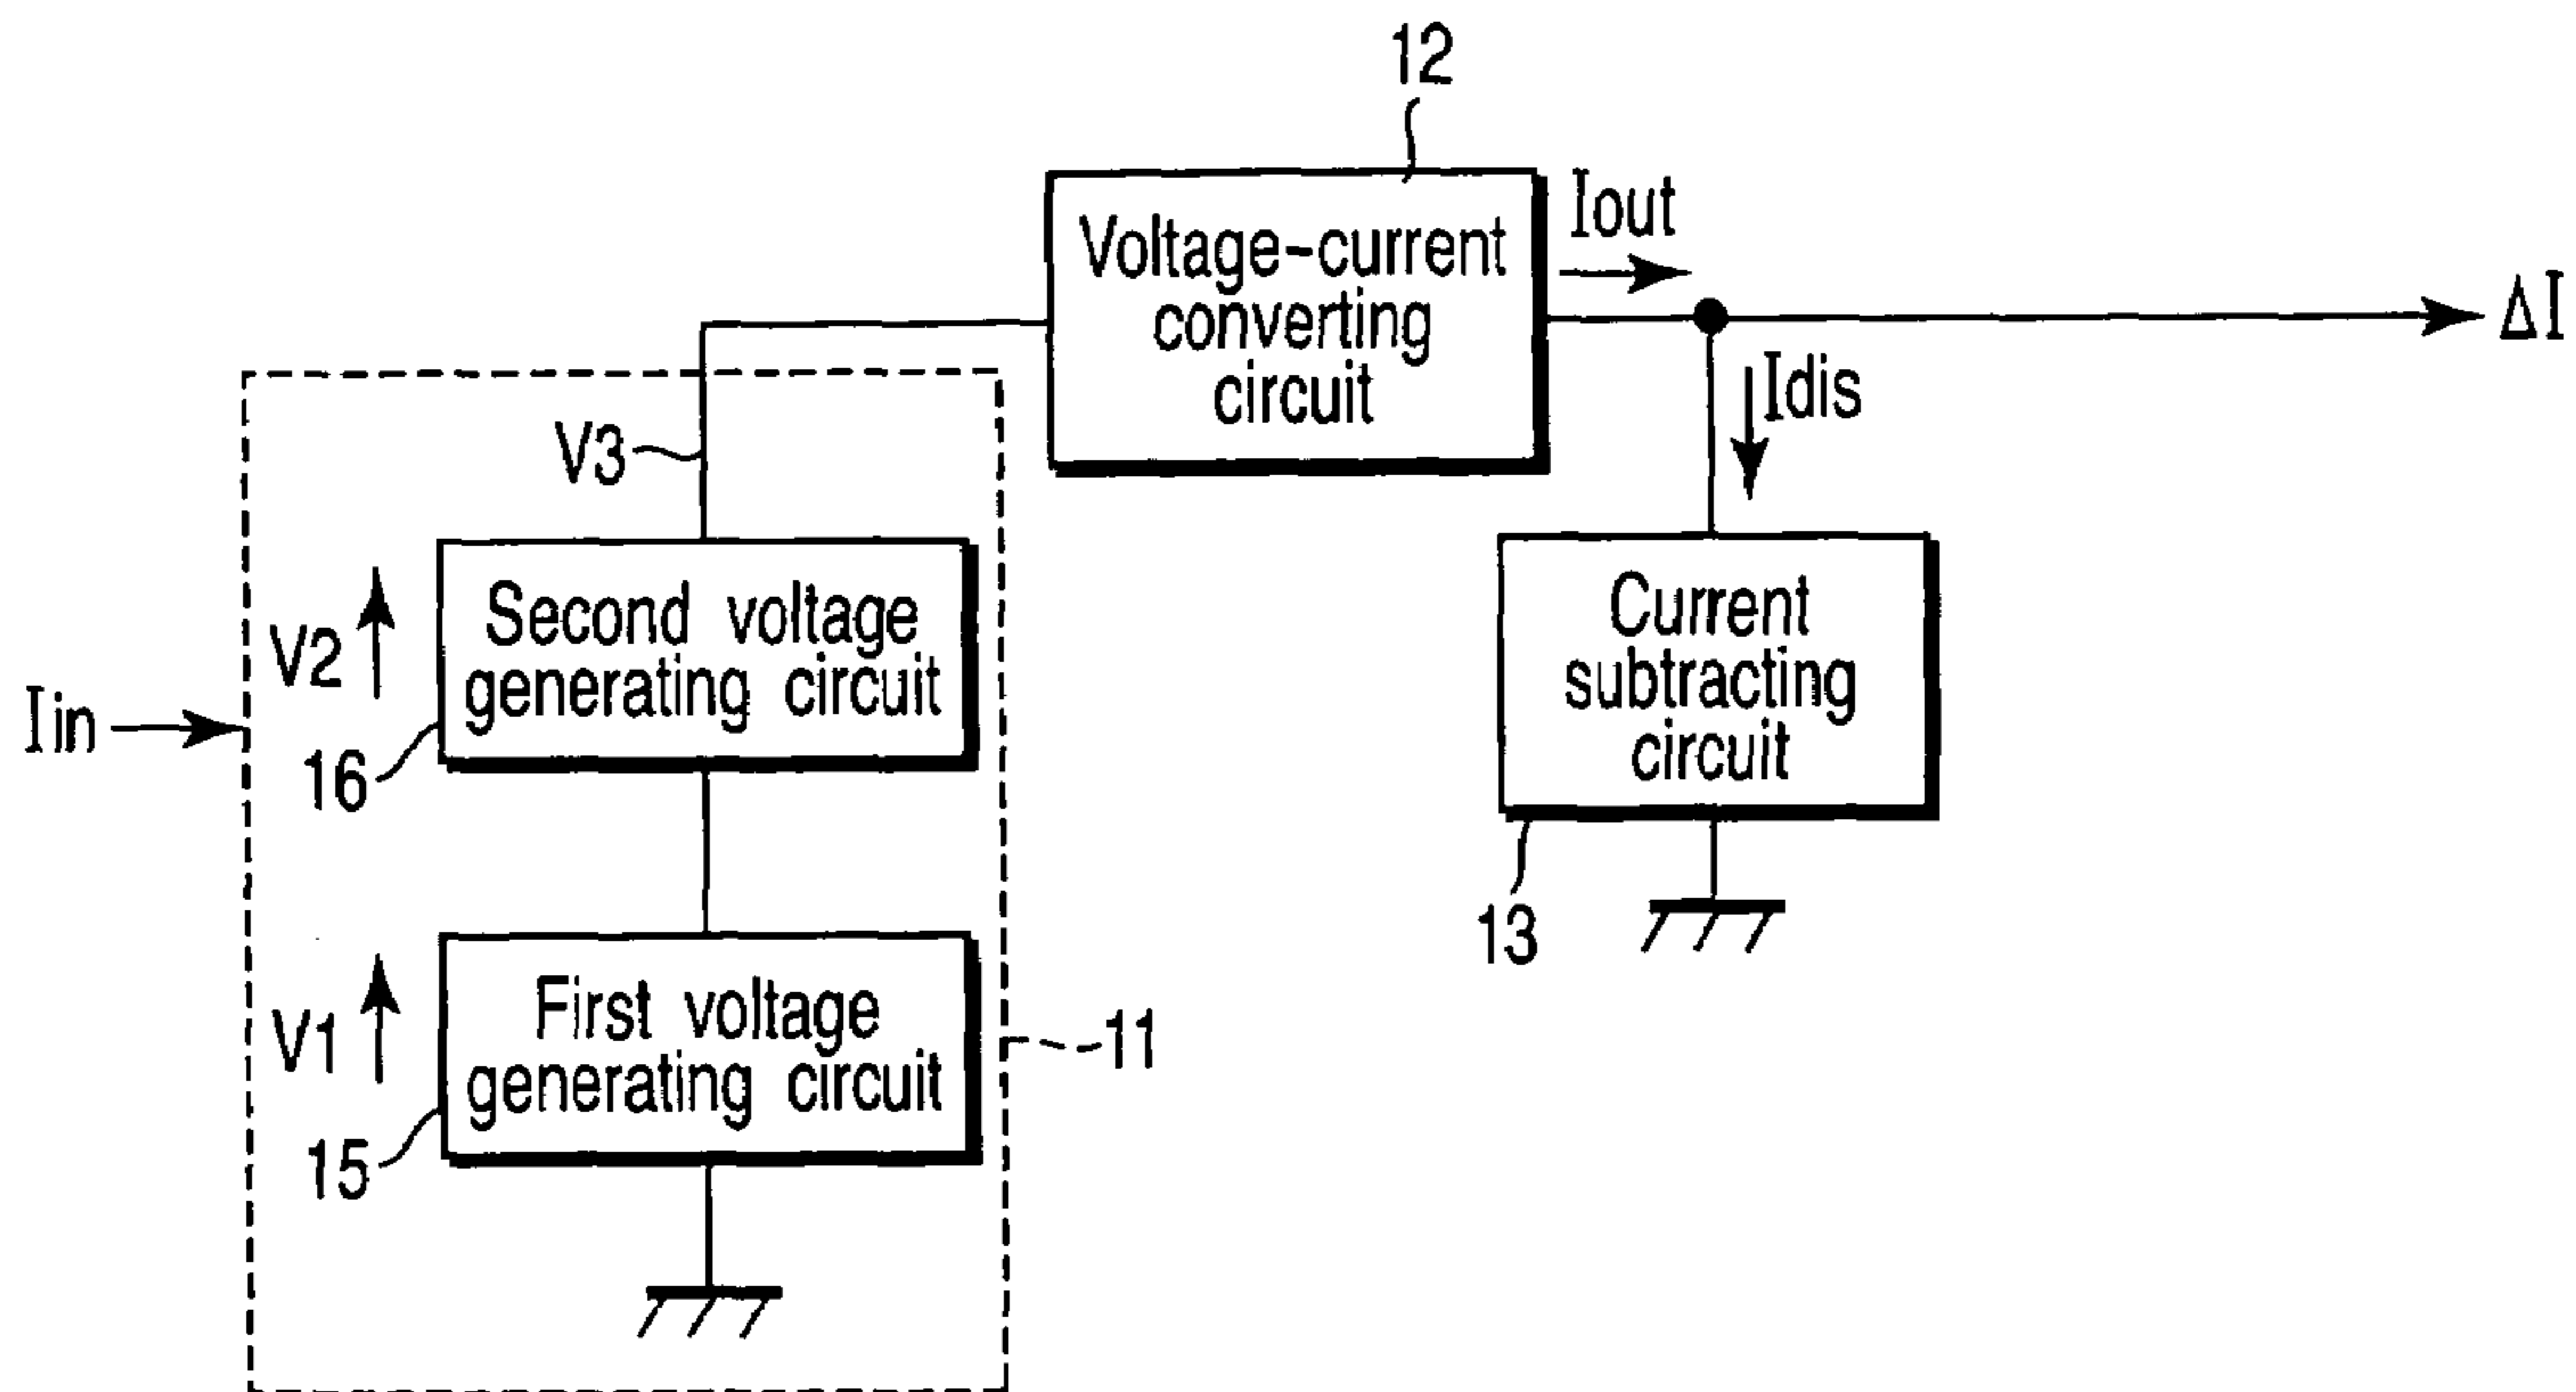 12
Voltage-current
converting
circuit
Iout
ΔI
Idis
V3
Second voltage
generating circuit
V2
Iin
16
Current
subtracting
circuit
13
First voltage
generating circuit
V1
11
15